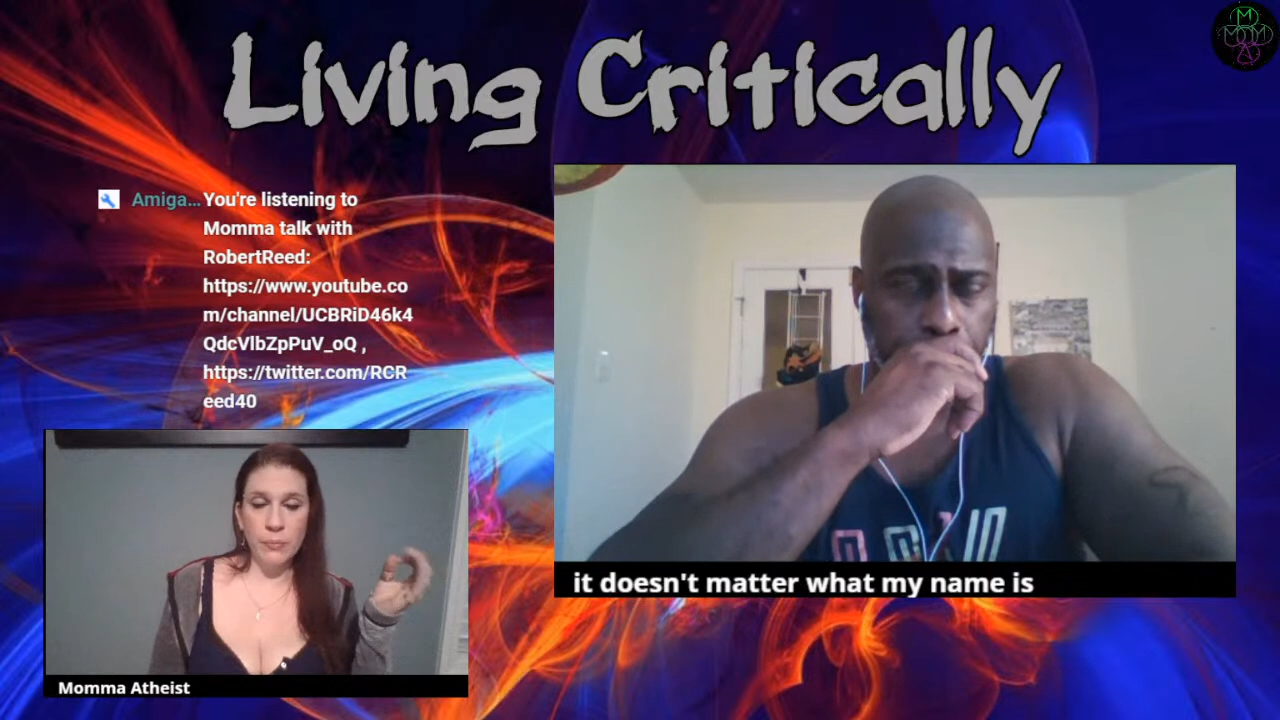 Living Critically
Amiga... You're listening to
Momma talk with
RobertReed:
https://www.youtube.co
m/channel/UCBRiD46k4
QdcVlbZpPuV_oQ ,
https://twitter.com/RCR
eed40
it doesn't matter what my name is
Momma Atheist